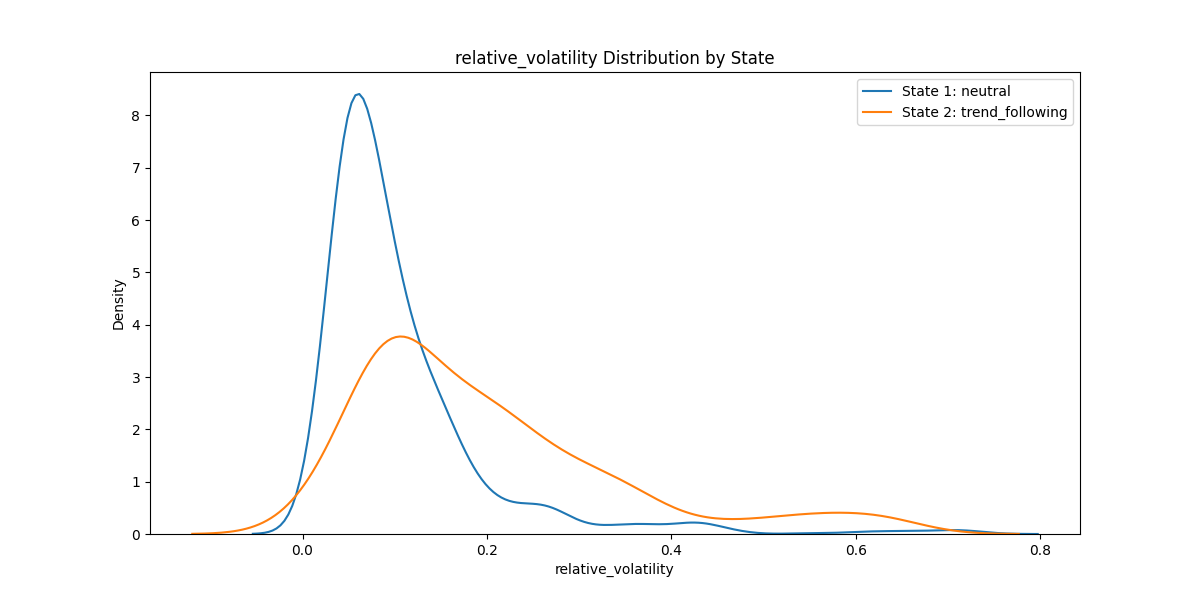 relative_volatility Distribution by State
State 1: neutral
State 2: trend_following
Density
8
7
6
5
4
3
2
1
0
0.0 0.2 0.4 0.6 0.8
relative_volatility